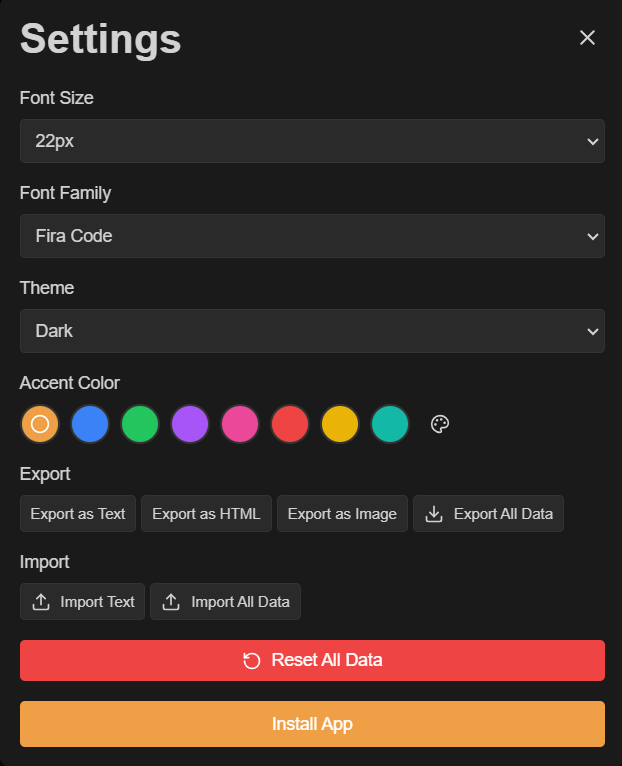 Settings
Font Size
22px
Font Family
Fira Code
Theme
Dark
Accent Color
Export
Export as Text Export as HTML Export as Image Export All Data
Import
Import Text Import All Data
Reset All Data
Install App